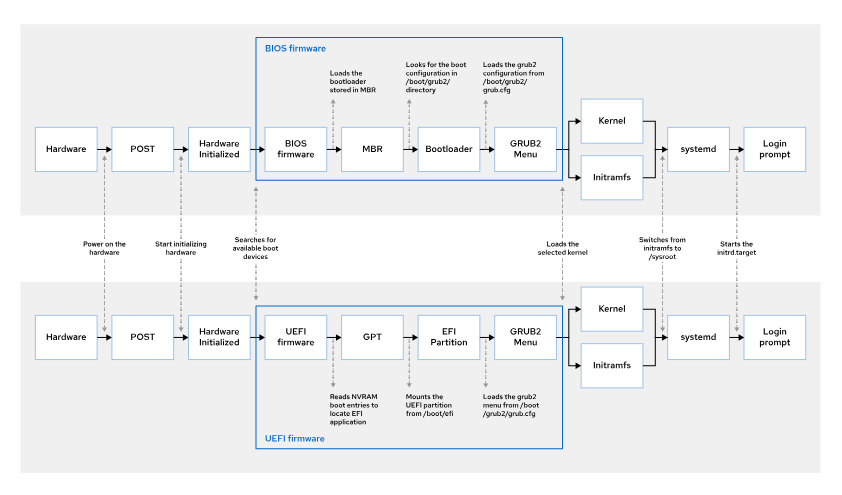 BIOS firmware
Loads the
bootloader
stored in MBR
Looks for the boot
configuration in
/boot/grub2/
directory
Loads the grub2
configuration from
/boot/grub2/
grub.cfg
Hardware
POST
Hardware
Initialized
BIOS
firmware
MBR
Bootloader
GRUB2
Menu
Kernel
Initramfs
systemd
Login
prompt
Power on the
hardware
Start initializing
hardware
Searches for
available boot
devices
Loads the
selected kernel
Switches from
initramfs to
/sysroot
Starts the
initrd.target
Hardware
POST
Hardware
Initialized
UEFI
firmware
GPT
EFI
Partition
GRUB2
Menu
Kernel
Initramfs
systemd
Login
prompt
Reads NVRAM
boot entries to
locate EFI
application
Mounts the
UEFI partition
from /boot/efi
Loads the grub2
menu from /boot
/grub2/grub.cfg
UEFI firmware